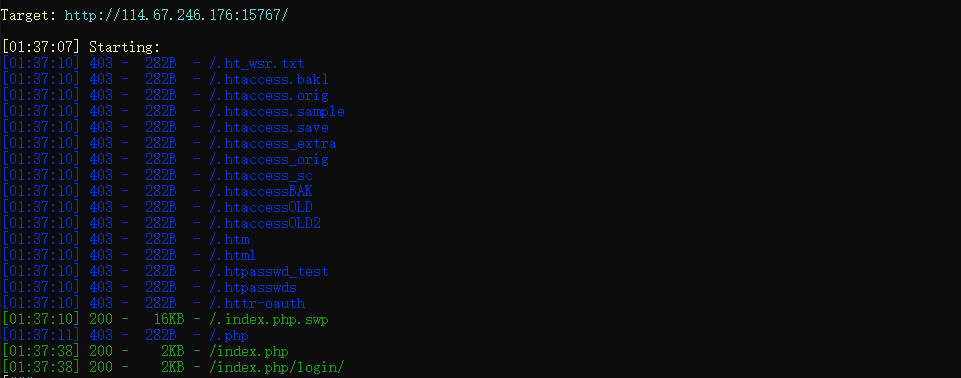 Target: http://114.67.246.176:15767/
[01:37:07] Starting:
[01:37:10] 403 - 282B - /.ht_wsr.txt
[01:37:10] 403 - 282B - /.htaccess.bak1
[01:37:10] 403 - 282B - /.htaccess.orig
[01:37:10] 403 - 282B - /.htaccess.sample
[01:37:10] 403 - 282B - /.htaccess.save
[01:37:10] 403 - 282B - /.htaccess_extra
[01:37:10] 403 - 282B - /.htaccess_orig
[01:37:10] 403 - 282B - /.htaccess_sc
[01:37:10] 403 - 282B - /.htaccessBAK
[01:37:10] 403 - 282B - /.htaccessOLD
[01:37:10] 403 - 282B - /.htaccessOLD2
[01:37:10] 403 - 282B - /.htm
[01:37:10] 403 - 282B - /.html
[01:37:10] 403 - 282B - /.htpasswd_test
[01:37:10] 403 - 282B - /.htpasswds
[01:37:10] 403 - 282B - /.httr-oauth
[01:37:10] 200 - 16KB - /.index.php.swp
[01:37:11] 403 - 282B - /.php
[01:37:38] 200 - 2KB - /index.php
[01:37:38] 200 - 2KB - /index.php/login/